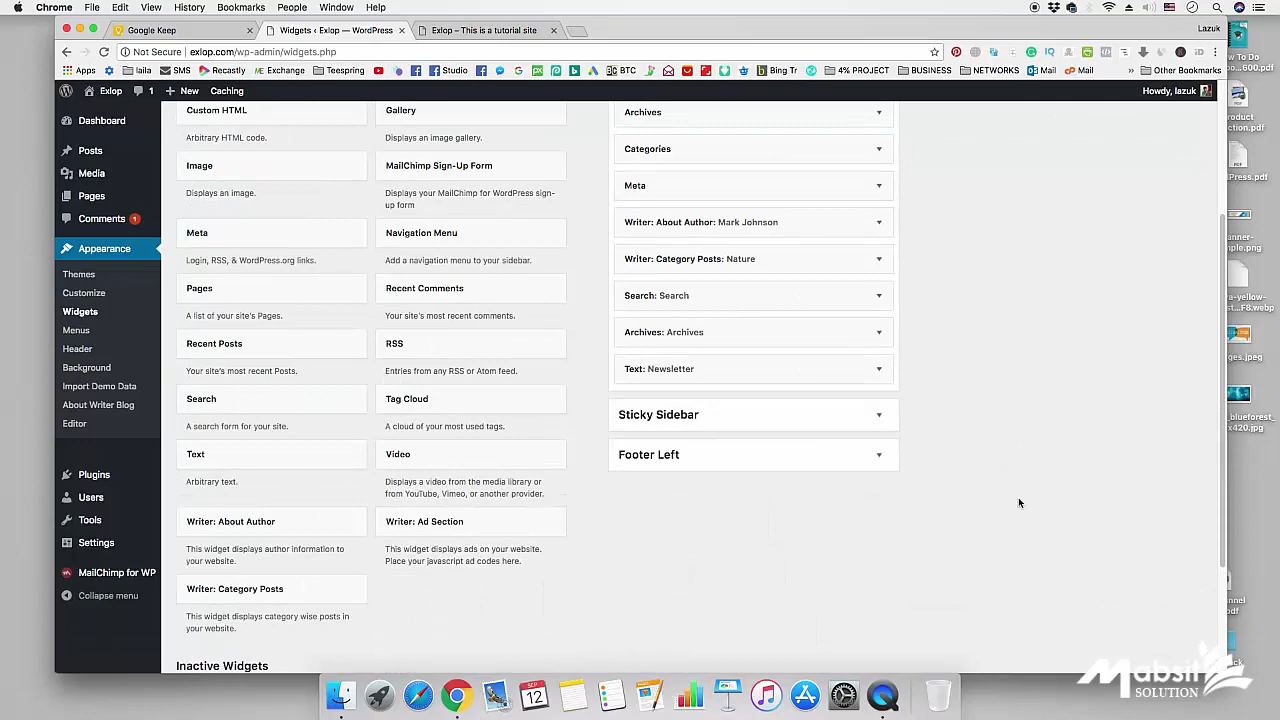 Chrome File Edit View History Bookmarks People Window Help
Google Keep
Widgets ‹ Exlop — WordPress
Exlop – This is a tutorial site
Lazuk
Not Secure exlop.com/wp-admin/widgets.php
Apps laila SMS Recastly Exchange Teespring Studio BTC Bing T 4% PROJECT BUSINESS NETWORKS Mail Mail » Other Bookmarks
Exlop 1 New Caching Howdy, lazuk
Dashboard
Posts
Media
Pages
Comments 1
Appearance
Themes
Customize
Widgets
Menus
Header
Background
Import Demo Data
About Writer Blog
Editor
Plugins
Users
Tools
Settings
MailChimp for WP
Collapse menu
Custom HTML
Arbitrary HTML code.
Gallery
Displays an image gallery.
Image
Displays an image.
MailChimp Sign-Up Form
Displays your MailChimp for WordPress sign-
up form
Meta
Login, RSS, & WordPress.org links.
Navigation Menu
Add a navigation menu to your sidebar.
Pages
A list of your site's Pages.
Recent Comments
Your site's most recent comments.
Recent Posts
Your site's most recent Posts.
RSS
Entries from any RSS or Atom feed.
Search
A search form for your site.
Tag Cloud
A cloud of your most used tags.
Text
Arbitrary text.
Video
Displays a video from the media library or
from YouTube, Vimeo, or another provider.
Writer: About Author
This widget displays author information to
your website.
Writer: Ad Section
This widget displays ads on your website.
Place your javascript ad codes here.
Writer: Category Posts
This widget displays category wise posts in
your website.
Inactive Widgets
Archives
Categories
Meta
Writer: About Author: Mark Johnson
Writer: Category Posts: Nature
Search: Search
Archives: Archives
Text: Newsletter
Sticky Sidebar
Footer Left
SEP
12
Mabsit
SOLUTION